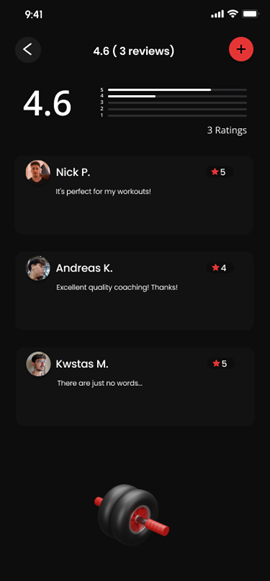 9:41
4.6 ( 3 reviews)
4.6
5
4
3
2
1
3 Ratings
Nick P.
5
It's perfect for my workouts!
Andreas K.
4
Excellent quality coaching! Thanks!
Kwstas M.
5
There are just no words...